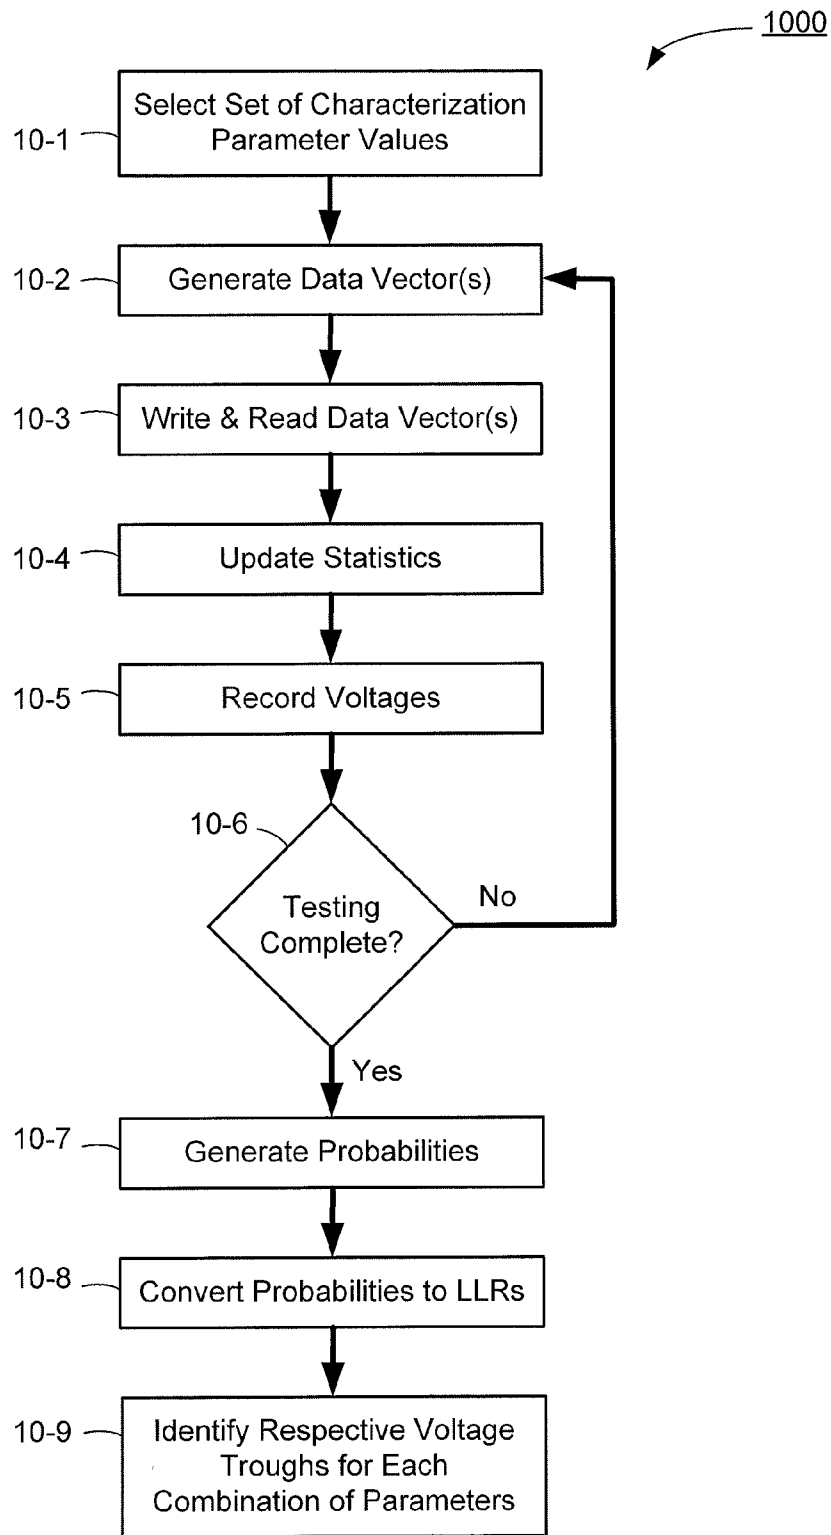 1000
10-1
Select Set of Characterization
Parameter Values
10-2
Generate Data Vector(s)
10-3
Write & Read Data Vector(s)
10-4
Update Statistics
10-5
Record Voltages
10-6
Testing
Complete?
No
Yes
10-7
Generate Probabilities
10-8
Convert Probabilities to LLRs
10-9
Identify Respective Voltage
Troughs for Each
Combination of Parameters